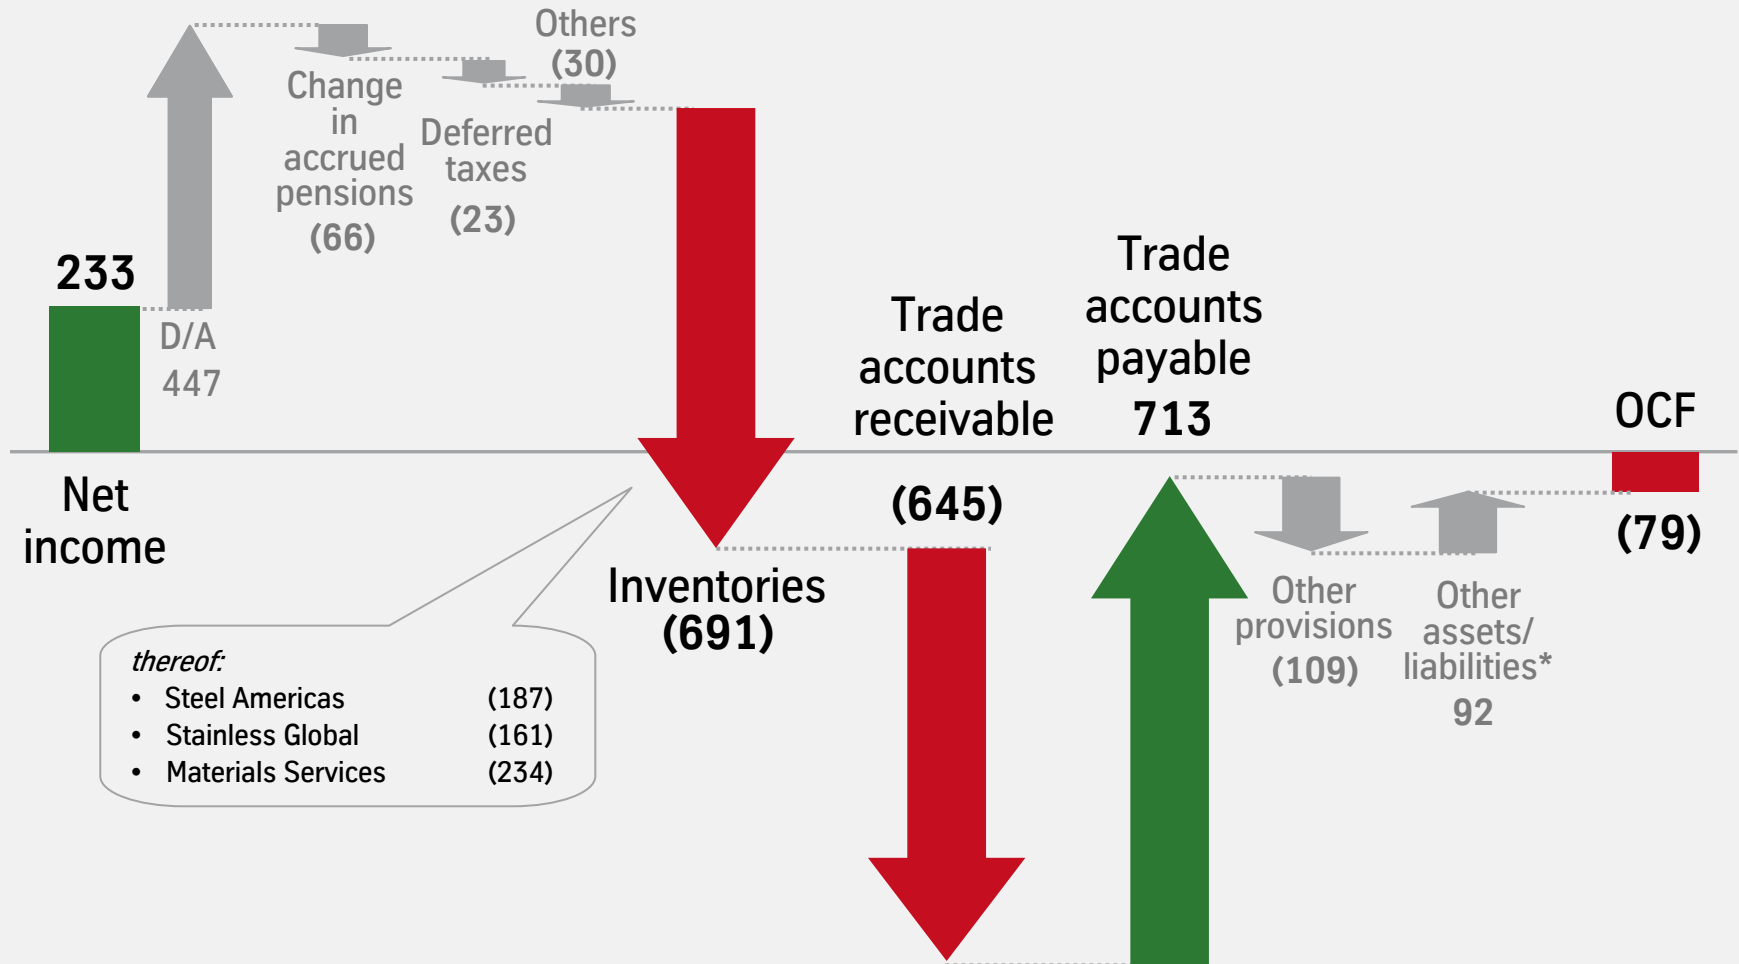 233
Net
income
D/A
447
Change
in
accrued
pensions
(66)
Deferred
taxes
(23)
Others
(30)
Inventories
(691)
thereof:
• Steel Americas (187)
• Stainless Global (161)
• Materials Services (234)
Trade
accounts
receivable
(645)
Trade
accounts
payable
713
Other
provisions
(109)
Other
assets/
liabilities*
92
OCF
(79)